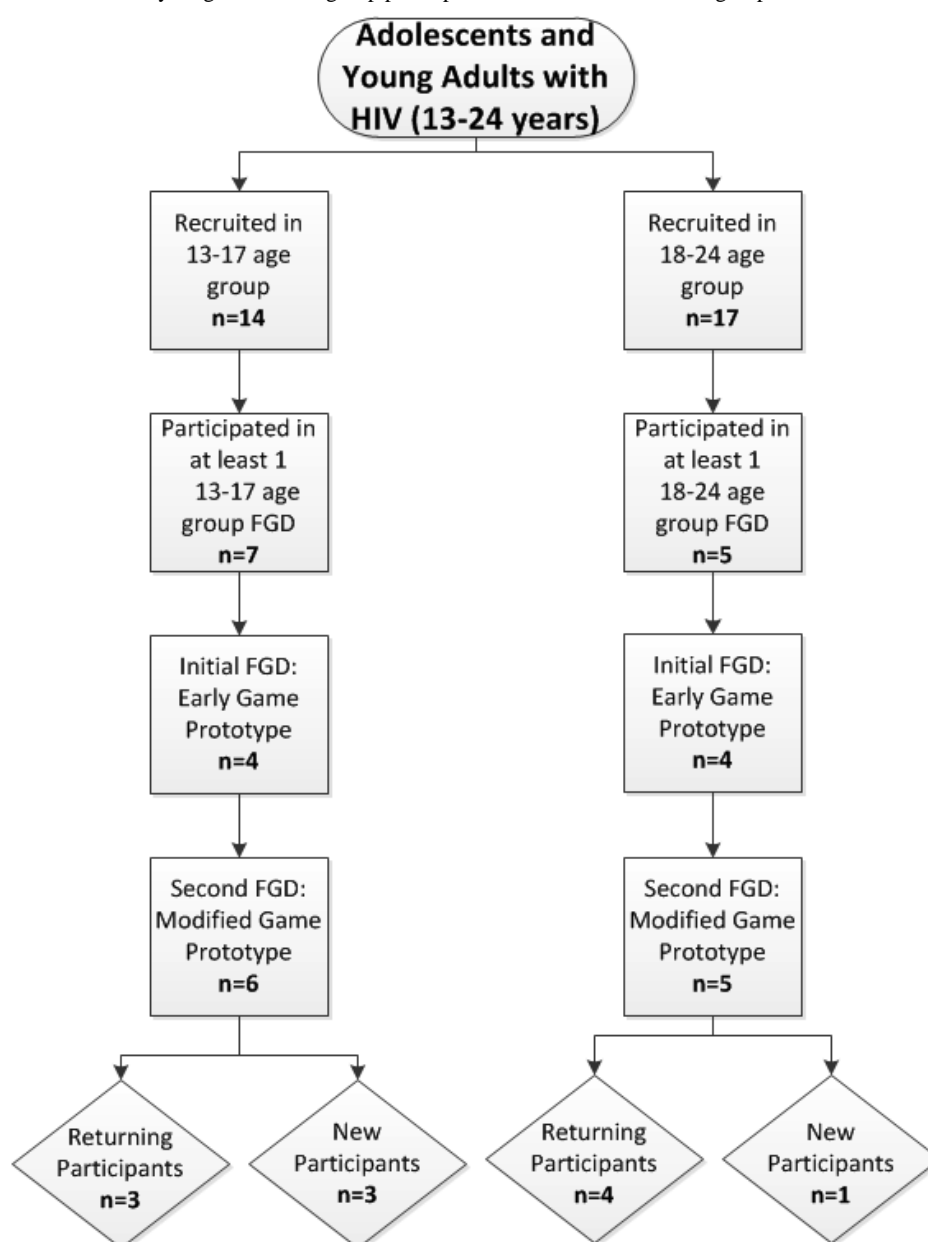 Adolescents and
Young Adults with
HIV (13-24 years)
Recruited in
13-17 age
group
n=14
Recruited in
18-24 age
group
n=17
Participated in
at least 1
13-17 age
group FGD
n=7
Participated in
at least 1
18-24 age
group FGD
n=5
Initial FGD:
Early Game
Prototype
n=4
Initial FGD:
Early Game
Prototype
n=4
Second FGD:
Modified Game
Prototype
n=6
Second FGD:
Modified Game
Prototype
n=5
Returning
Participants
n=3
New
Participants
n=3
Returning
Participants
n=4
New
Participants
n=1